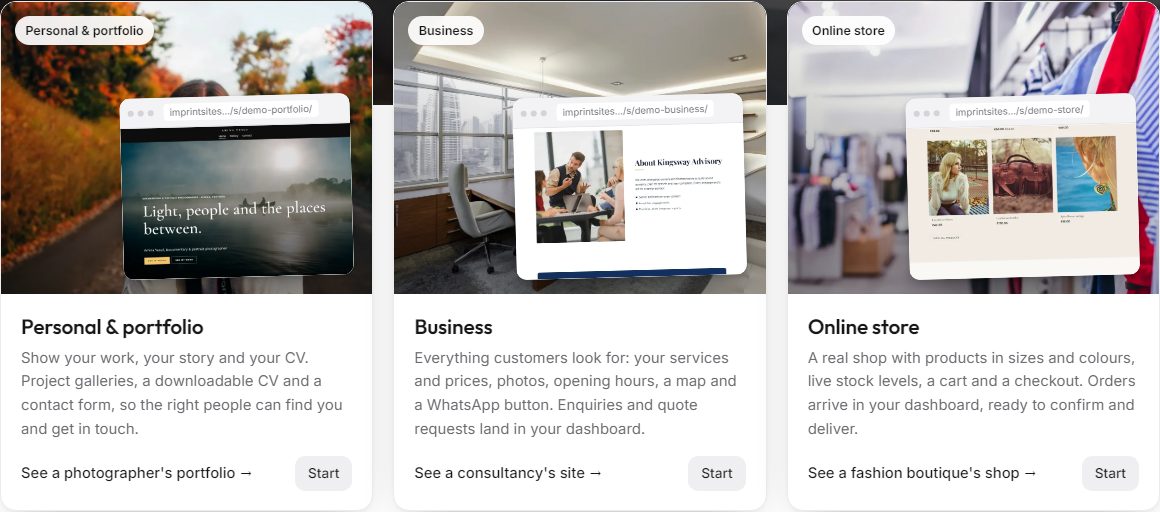 Personal & portfolio
imprintsites.../s/demo-portfolio/
Light, people and the places
between.
Business
imprintsites.../s/demo-business/
About Kingsway Advisory
Online store
imprintsites.../s/demo-store/
Personal & portfolio
Show your work, your story and your CV.
Project galleries, a downloadable CV and a
contact form, so the right people can find you
and get in touch.
See a photographer's portfolio →
Start
Business
Everything customers look for: your services
and prices, photos, opening hours, a map and
a WhatsApp button. Enquiries and quote
requests land in your dashboard.
See a consultancy's site →
Start
Online store
A real shop with products in sizes and colours,
live stock levels, a cart and a checkout. Orders
arrive in your dashboard, ready to confirm and
deliver.
See a fashion boutique's shop →
Start